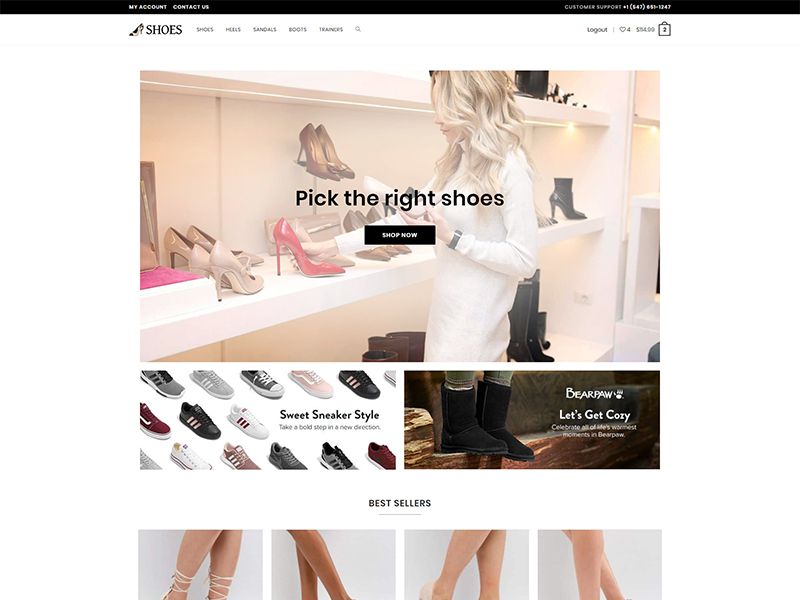 MY ACCOUNT CONTACT US
CUSTOMER SUPPORT +1 (547) 651-1247
SHOES
SHOES HEELS SANDALS BOOTS TRAINERS
Logout | 4 $114.99 2
Pick the right shoes
SHOP NOW
Sweet Sneaker Style
Take a bold step in a new direction.
BEARPAW
Let's Get Cozy
Celebrate all of life's warmest
moments in Bearpaw.
BEST SELLERS